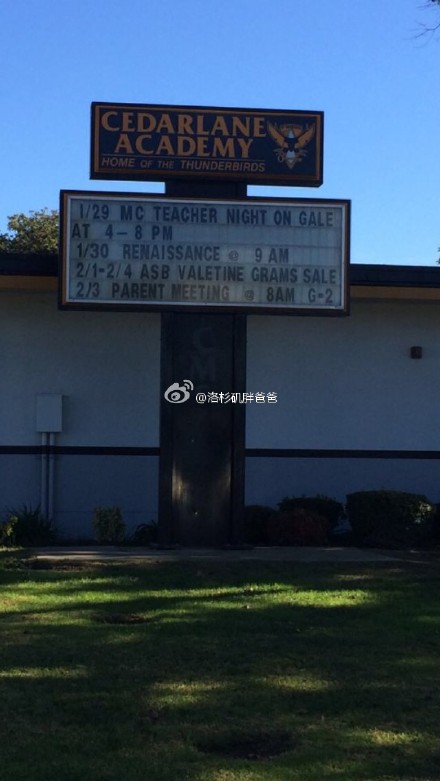 CEDARLANE
ACADEMY
HOME OF THE THUNDERBIRDS
1/29 MC TEACHER NIGHT ON GALE
AT 4-8 PM
1/30 RENAISSANCE @ 9 AM
2/1-2/4 ASB VALETINE GRAMS SALE
2/3 PARENT MEETING @ 8AM G-2
@洛杉矶胖爸爸